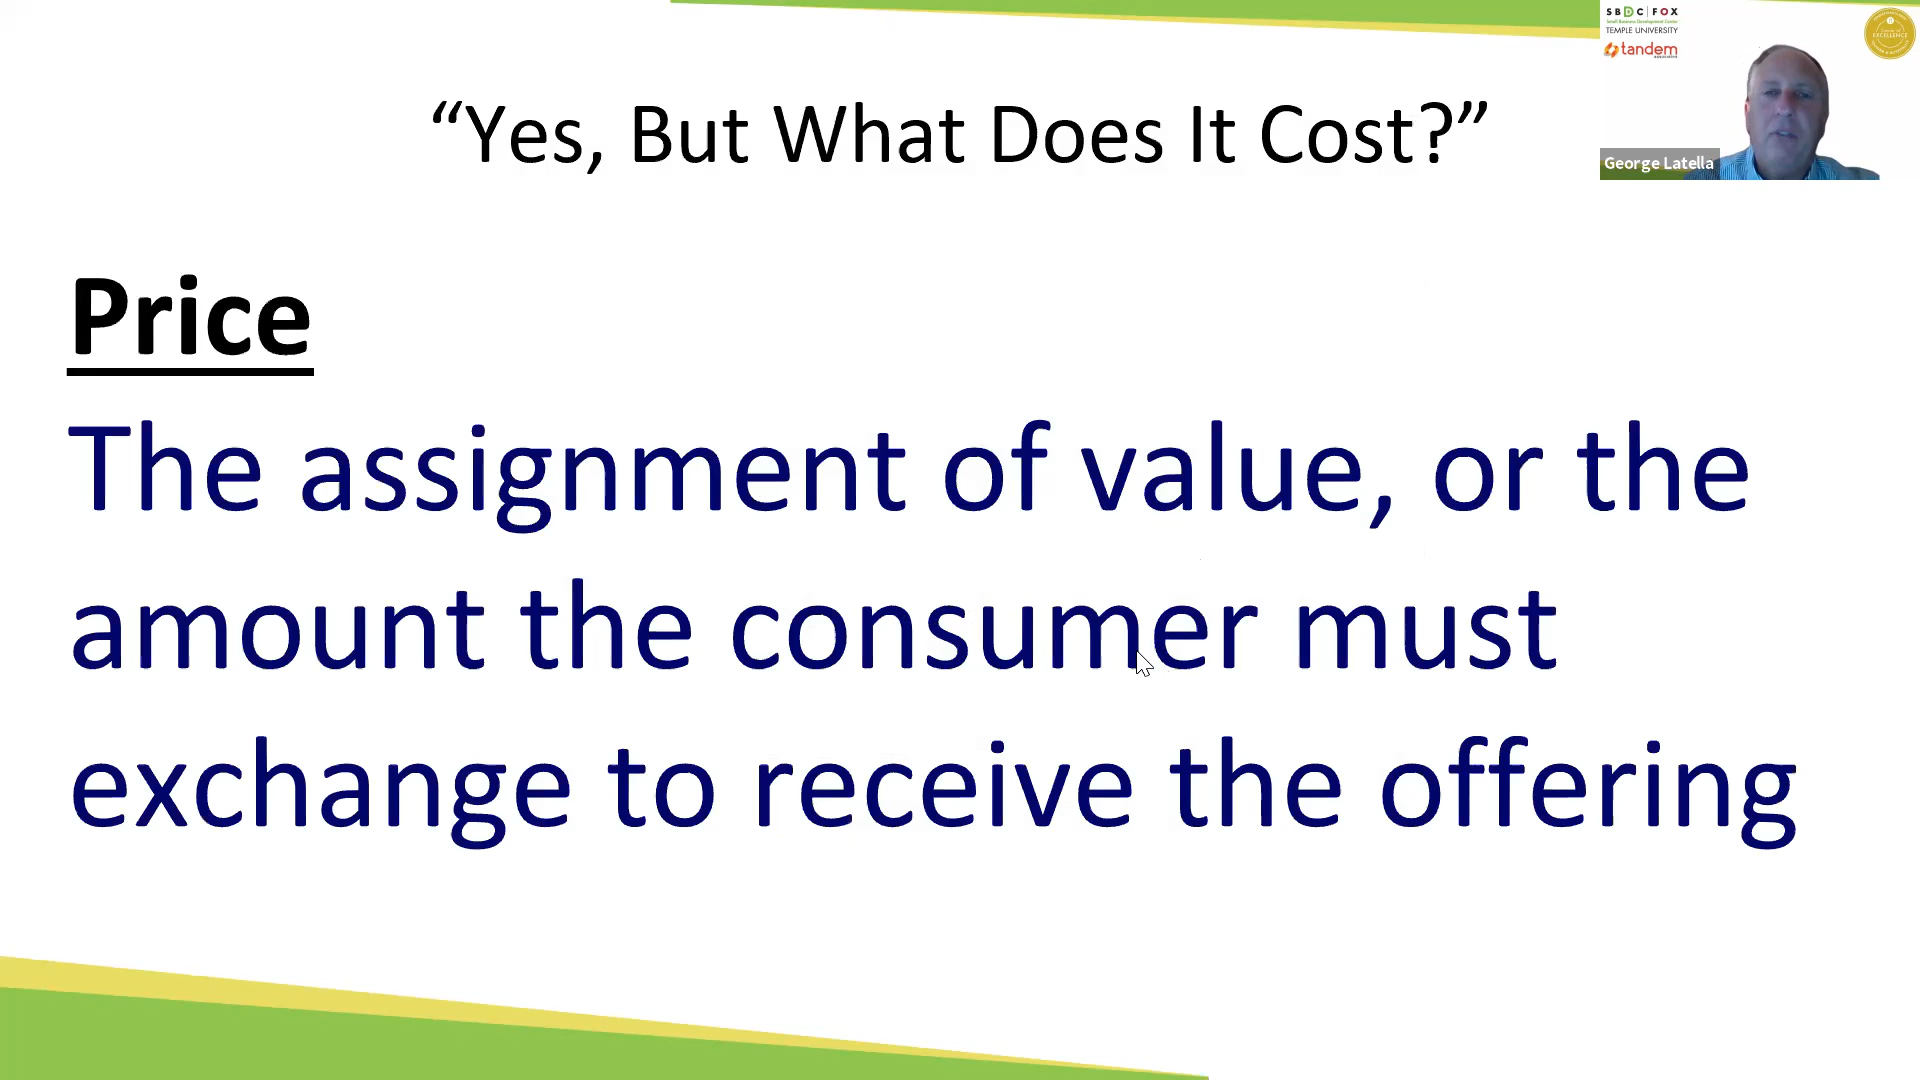 “Yes, But What Does It Cost?”
Price
The assignment of value, or the
amount the consumer must
exchange to receive the offering
SBDC | FOX
Small Business Development Center
TEMPLE UNIVERSITY
tandem
EXCELLENCE
George Latella